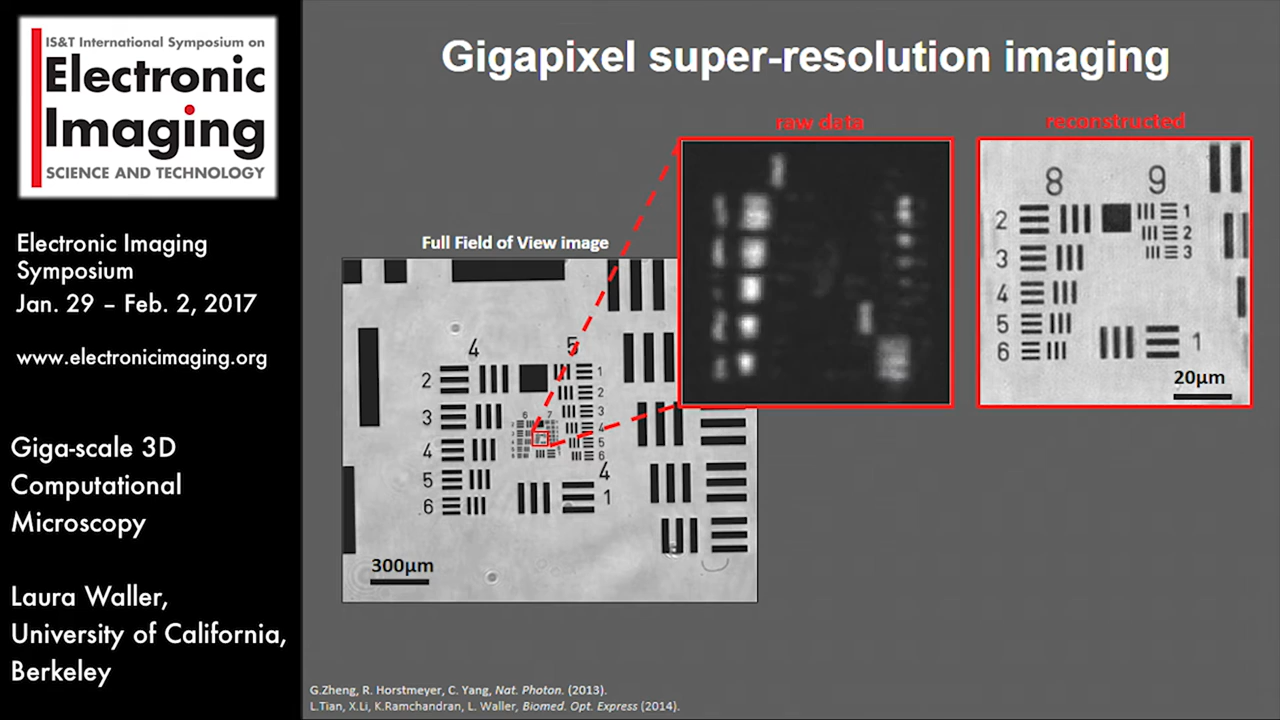 IS&T International Symposium on
Electronic
Imaging
SCIENCE AND TECHNOLOGY
Electronic Imaging
Symposium
Jan. 29 – Feb. 2, 2017
www.electronicimaging.org
Giga-scale 3D
Computational
Microscopy
Laura Waller,
University of California,
Berkeley
Gigapixel super-resolution imaging
raw data
reconstructed
Full Field of View image
4 5
2 1
2
3 3
4 4
5 5
6 6
6 7
4
1
300µm
8 9
2 1
2
3 3
4
5
6 1
20µm
G.Zheng, R. Horstmeyer, C. Yang, Nat. Photon. (2013).
L.Tian, X.Li, K.Ramchandran, L. Waller, Biomed. Opt. Express (2014).